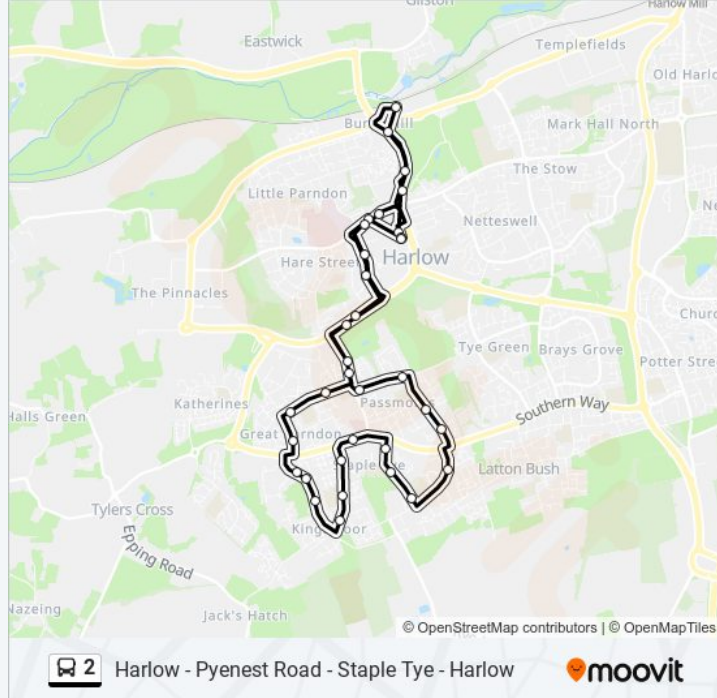 Gilston
Harlow Mill
Eastwick
Templefields
Old Harlo
Mark Hall North
The Stow
Little Parndon
Netteswell
Hare Street
Harlow
The Pinnacles
Churc
Tye Green
Brays Grove
Potter Stre
Katherines
Passmo
Southern Way
Halls Green
Great Parndon
Staple Tye
Latton Bush
Tylers Cross
Epping Road
Nazeing
Jack's Hatch
© OpenStreetMap contributors | © OpenMapTiles
2 Harlow - Pyenest Road - Staple Tye - Harlow
moovit